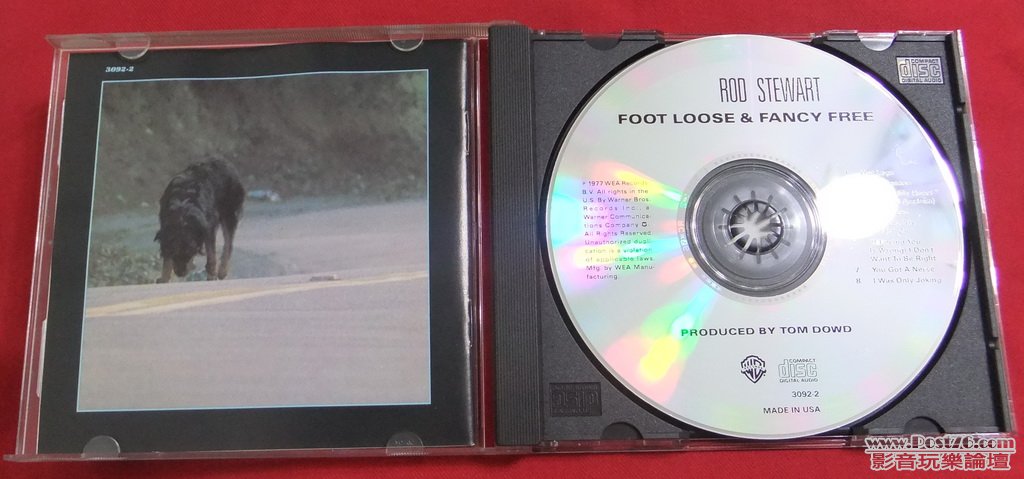 3092-2
COMPACT
disc
DIGITAL AUDIO
ROD STEWART
FOOT LOOSE & FANCY FREE
℗ 1977 WEA Records
B.V. All rights in the
U.S. By Warner Bros.
Records Inc., a
Warner Communica-
tions Company
All Rights Reserved.
Unauthorized dupli-
cation is a violation
of applicable laws.
Mfg. by WEA Manu-
facturing.
You
I Don't
Want To Be Right
7. You Got A Nerve
8. I Was Only Joking
PRODUCED BY TOM DOWD
WB
COMPACT
disc
DIGITAL AUDIO
3092-2
MADE IN USA
www.Post76.com
影音玩樂論壇